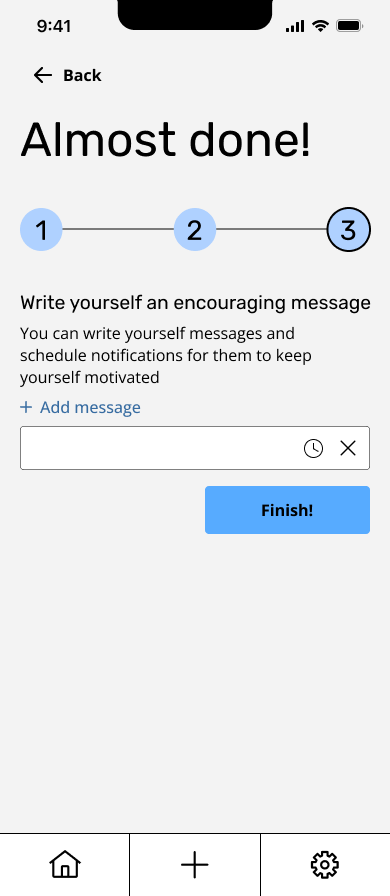 9:41
Back
Almost done!
1 2 3
Write yourself an encouraging message
You can write yourself messages and
schedule notifications for them to keep
yourself motivated
+ Add message
Finish!